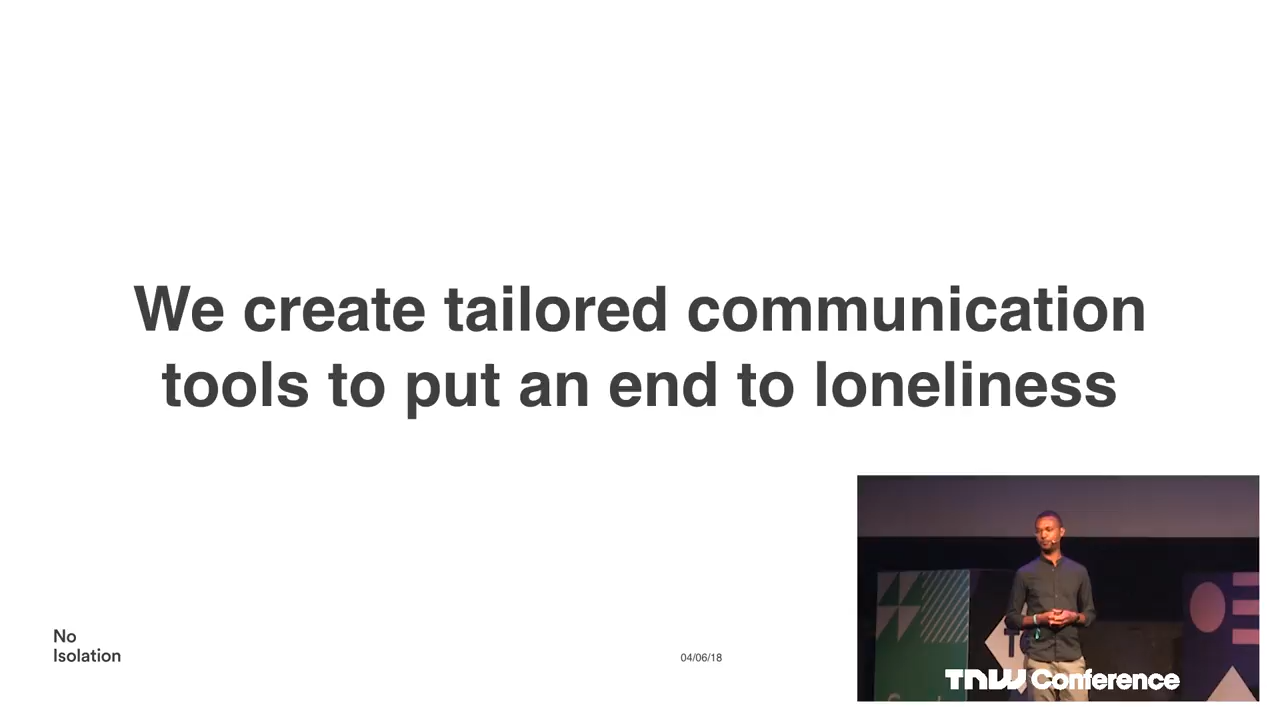 We create tailored communication
tools to put an end to loneliness
No
Isolation
04/06/18
TNW Conference